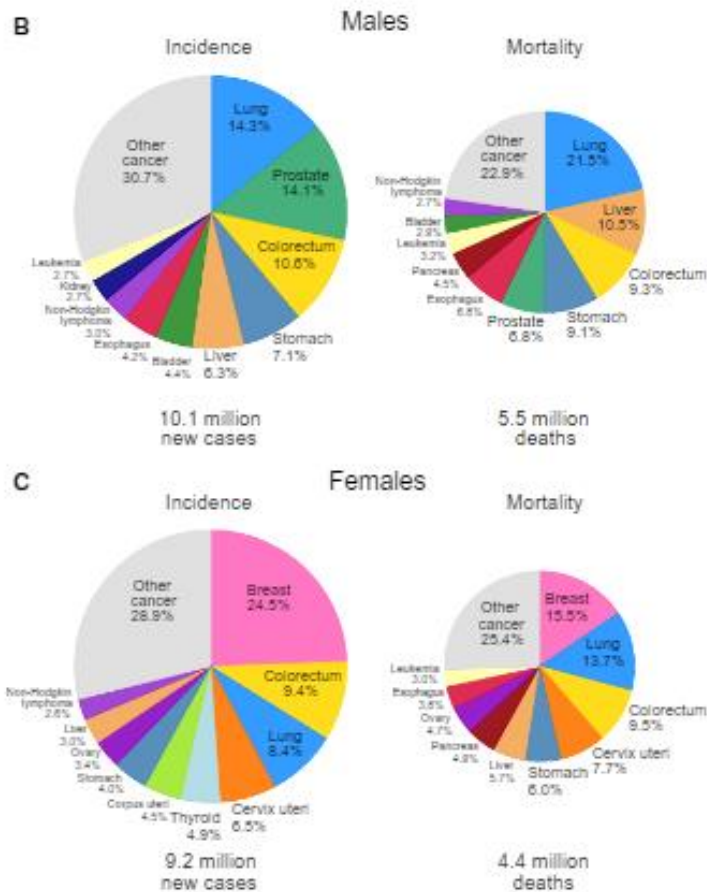 B
Males
Incidence
Mortality
Lung
14.3%
Prostate
14.1%
Colorectum
10.6%
Stomach
7.1%
Liver
6.3%
Bladder
4.4%
Esophagus
4.2%
Non-Hodgkin
lymphoma
3.0%
Kidney
2.7%
Leukemia
2.7%
Other
cancer
30.7%
Lung
21.5%
Liver
10.5%
Colorectum
9.3%
Stomach
9.1%
Prostate
6.8%
Esophagus
6.8%
Pancreas
4.5%
Leukemia
3.2%
Bladder
2.9%
Non-Hodgkin
lymphoma
2.7%
Other
cancer
22.9%
10.1 million
new cases
5.5 million
deaths
C
Females
Incidence
Mortality
Breast
24.5%
Colorectum
9.4%
Lung
8.4%
Cervix uteri
6.5%
Thyroid
4.9%
Corpus uteri
4.5%
Stomach
4.0%
Ovary
3.4%
Liver
3.0%
Non-Hodgkin
lymphoma
2.6%
Other
cancer
28.9%
Breast
15.5%
Lung
13.7%
Colorectum
9.5%
Cervix uteri
7.7%
Stomach
6.0%
Liver
5.7%
Pancreas
4.9%
Ovary
4.7%
Esophagus
3.6%
Leukemia
3.0%
Other
cancer
25.4%
9.2 million
new cases
4.4 million
deaths